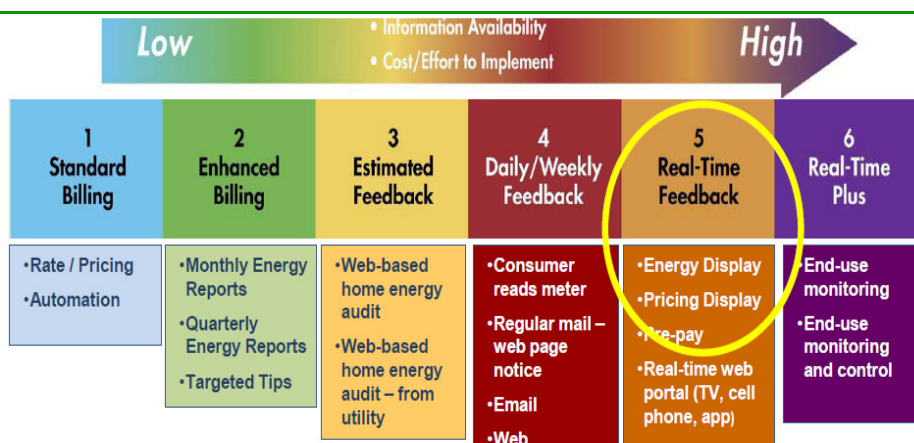 Low
• Information Availability
• Cost/Effort to Implement
High
1
Standard
Billing
2
Enhanced
Billing
3
Estimated
Feedback
4
Daily/Weekly
Feedback
5
Real-Time
Feedback
6
Real-Time
Plus
•Rate / Pricing
•Automation
•Monthly Energy
Reports
•Quarterly
Energy Reports
•Targeted Tips
•Web-based
home energy
audit
•Web-based
home energy
audit – from
utility
•Consumer
reads meter
•Regular mail –
web page
notice
•Email
•Web
•Energy Display
•Pricing Display
•Pre-pay
•Real-time web
portal (TV, cell
phone, app)
•End-use
monitoring
•End-use
monitoring
and control